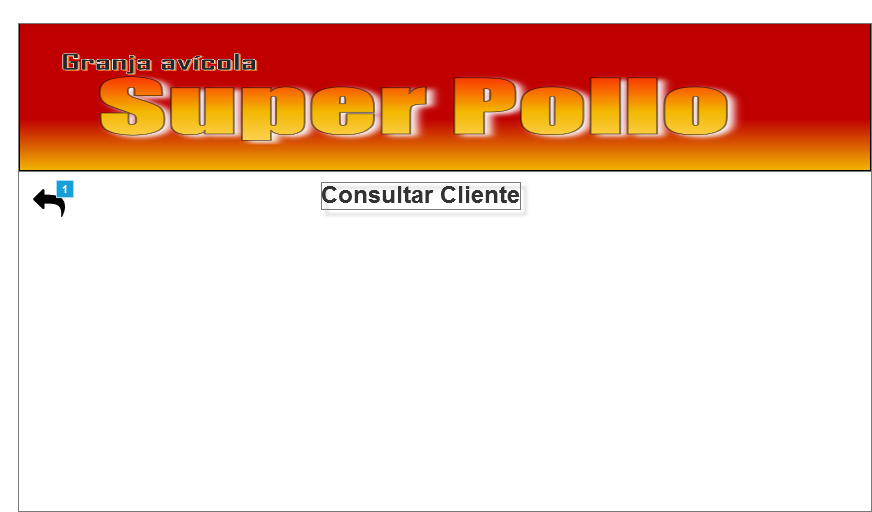 Granja avícola
Super Pollo
1
Consultar Cliente